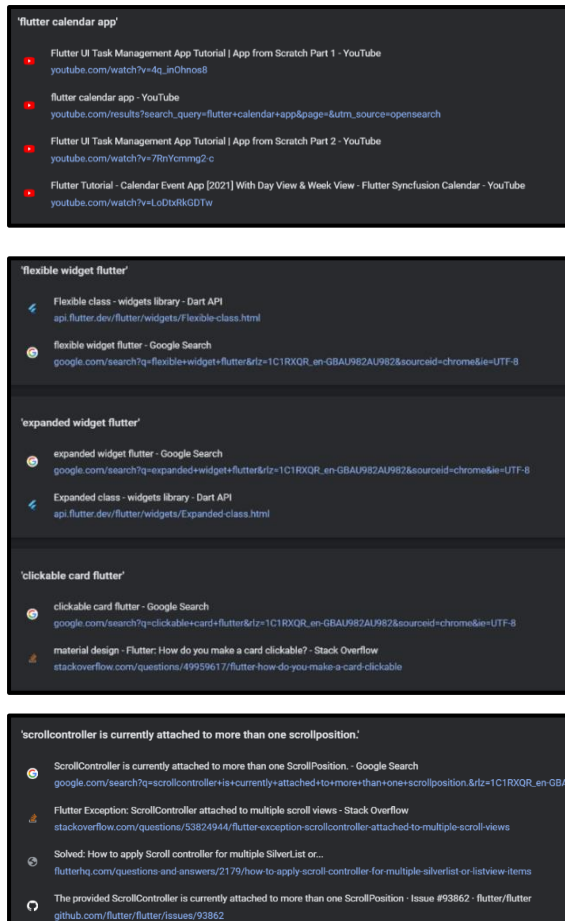 'flutter calendar app'
Flutter UI Task Management App Tutorial | App from Scratch Part 1 - YouTube
youtube.com/watch?v=4q_inOhnos8
flutter calendar app - YouTube
youtube.com/results?search_query=flutter+calendar+app&page=&utm_source=opensearch
Flutter UI Task Management App Tutorial | App from Scratch Part 2 - YouTube
youtube.com/watch?v=7RnYcmmg2-c
Flutter Tutorial - Calendar Event App [2021] With Day View & Week View - Flutter Syncfusion Calendar - YouTube
youtube.com/watch?v=LoDtxRkGDTw
'flexible widget flutter'
Flexible class - widgets library - Dart API
api.flutter.dev/flutter/widgets/Flexible-class.html
flexible widget flutter - Google Search
google.com/search?q=flexible+widget+flutter&rlz=1C1RXQR_en-GBAU982AU982&sourceid=chrome&ie=UTF-8
'expanded widget flutter'
expanded widget flutter - Google Search
google.com/search?q=expanded+widget+flutter&rlz=1C1RXQR_en-GBAU982AU982&sourceid=chrome&ie=UTF-8
Expanded class - widgets library - Dart API
api.flutter.dev/flutter/widgets/Expanded-class.html
'clickable card flutter'
clickable card flutter - Google Search
google.com/search?q=clickable+card+flutter&rlz=1C1RXQR_en-GBAU982AU982&sourceid=chrome&ie=UTF-8
material design - Flutter: How do you make a card clickable? - Stack Overflow
stackoverflow.com/questions/49959617/flutter-how-do-you-make-a-card-clickable
'scrollcontroller is currently attached to more than one scrollposition.'
ScrollController is currently attached to more than one ScrollPosition. - Google Search
google.com/search?q=scrollcontroller+is+currently+attached+to+more+than+one+scrollposition.&rlz=1C1RXQR_en-GBA
Flutter Exception: ScrollController attached to multiple scroll views - Stack Overflow
stackoverflow.com/questions/53824944/flutter-exception-scrollcontroller-attached-to-multiple-scroll-views
Solved: How to apply Scroll controller for multiple SilverList or...
flutterhq.com/questions-and-answers/2179/how-to-apply-scroll-controller-for-multiple-silverlist-or-listview-items
The provided ScrollController is currently attached to more than one ScrollPosition · Issue #93862 · flutter/flutter
github.com/flutter/flutter/issues/93862